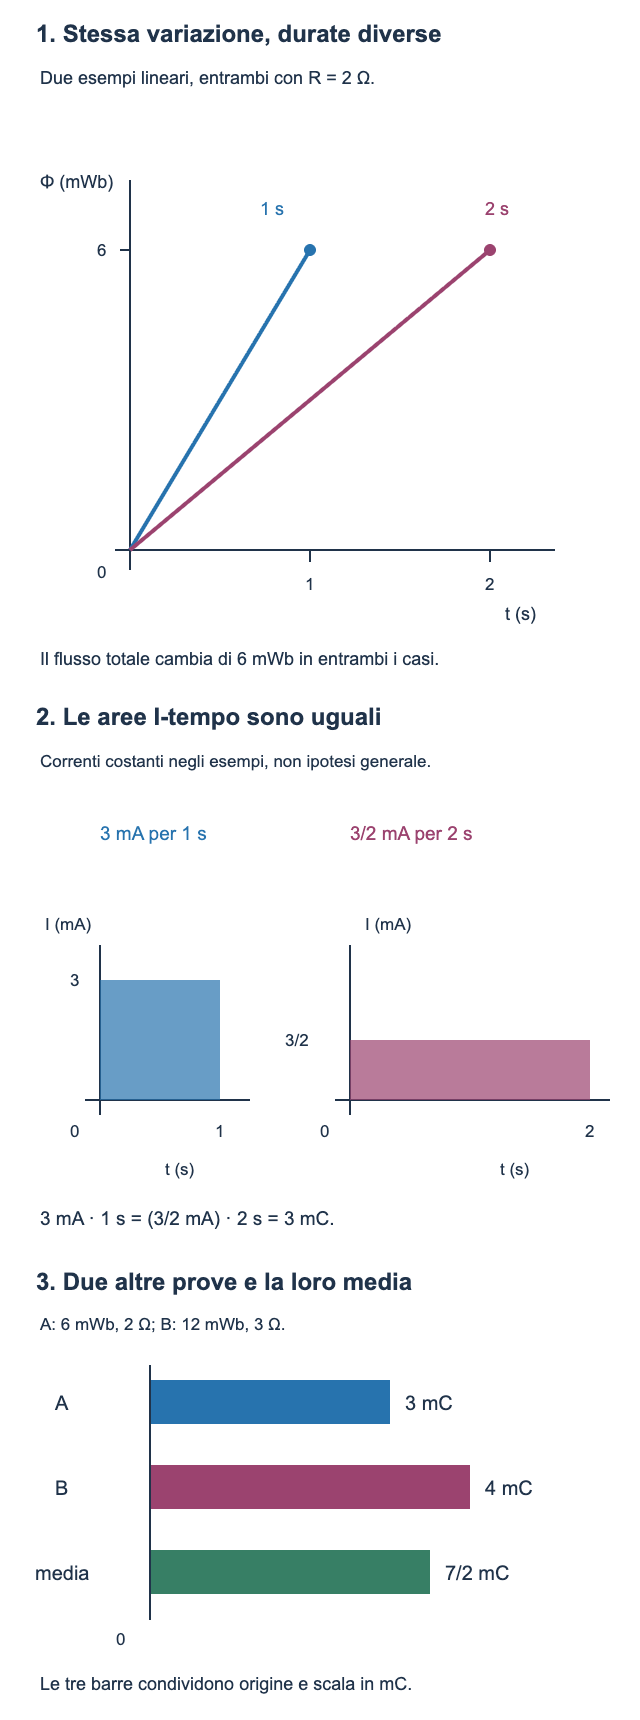 1. Stessa variazione, durate diverse
Due esempi lineari, entrambi con R = 2 Ω.
Φ (mWb)
1 s
2 s
6
0
1
2
t (s)
Il flusso totale cambia di 6 mWb in entrambi i casi.
2. Le aree I-tempo sono uguali
Correnti costanti negli esempi, non ipotesi generale.
3 mA per 1 s
3/2 mA per 2 s
I (mA)
I (mA)
3
3/2
0
1
0
2
t (s)
t (s)
3 mA · 1 s = (3/2 mA) · 2 s = 3 mC.
3. Due altre prove e la loro media
A: 6 mWb, 2 Ω; B: 12 mWb, 3 Ω.
A
3 mC
B
4 mC
media
7/2 mC
0
Le tre barre condividono origine e scala in mC.